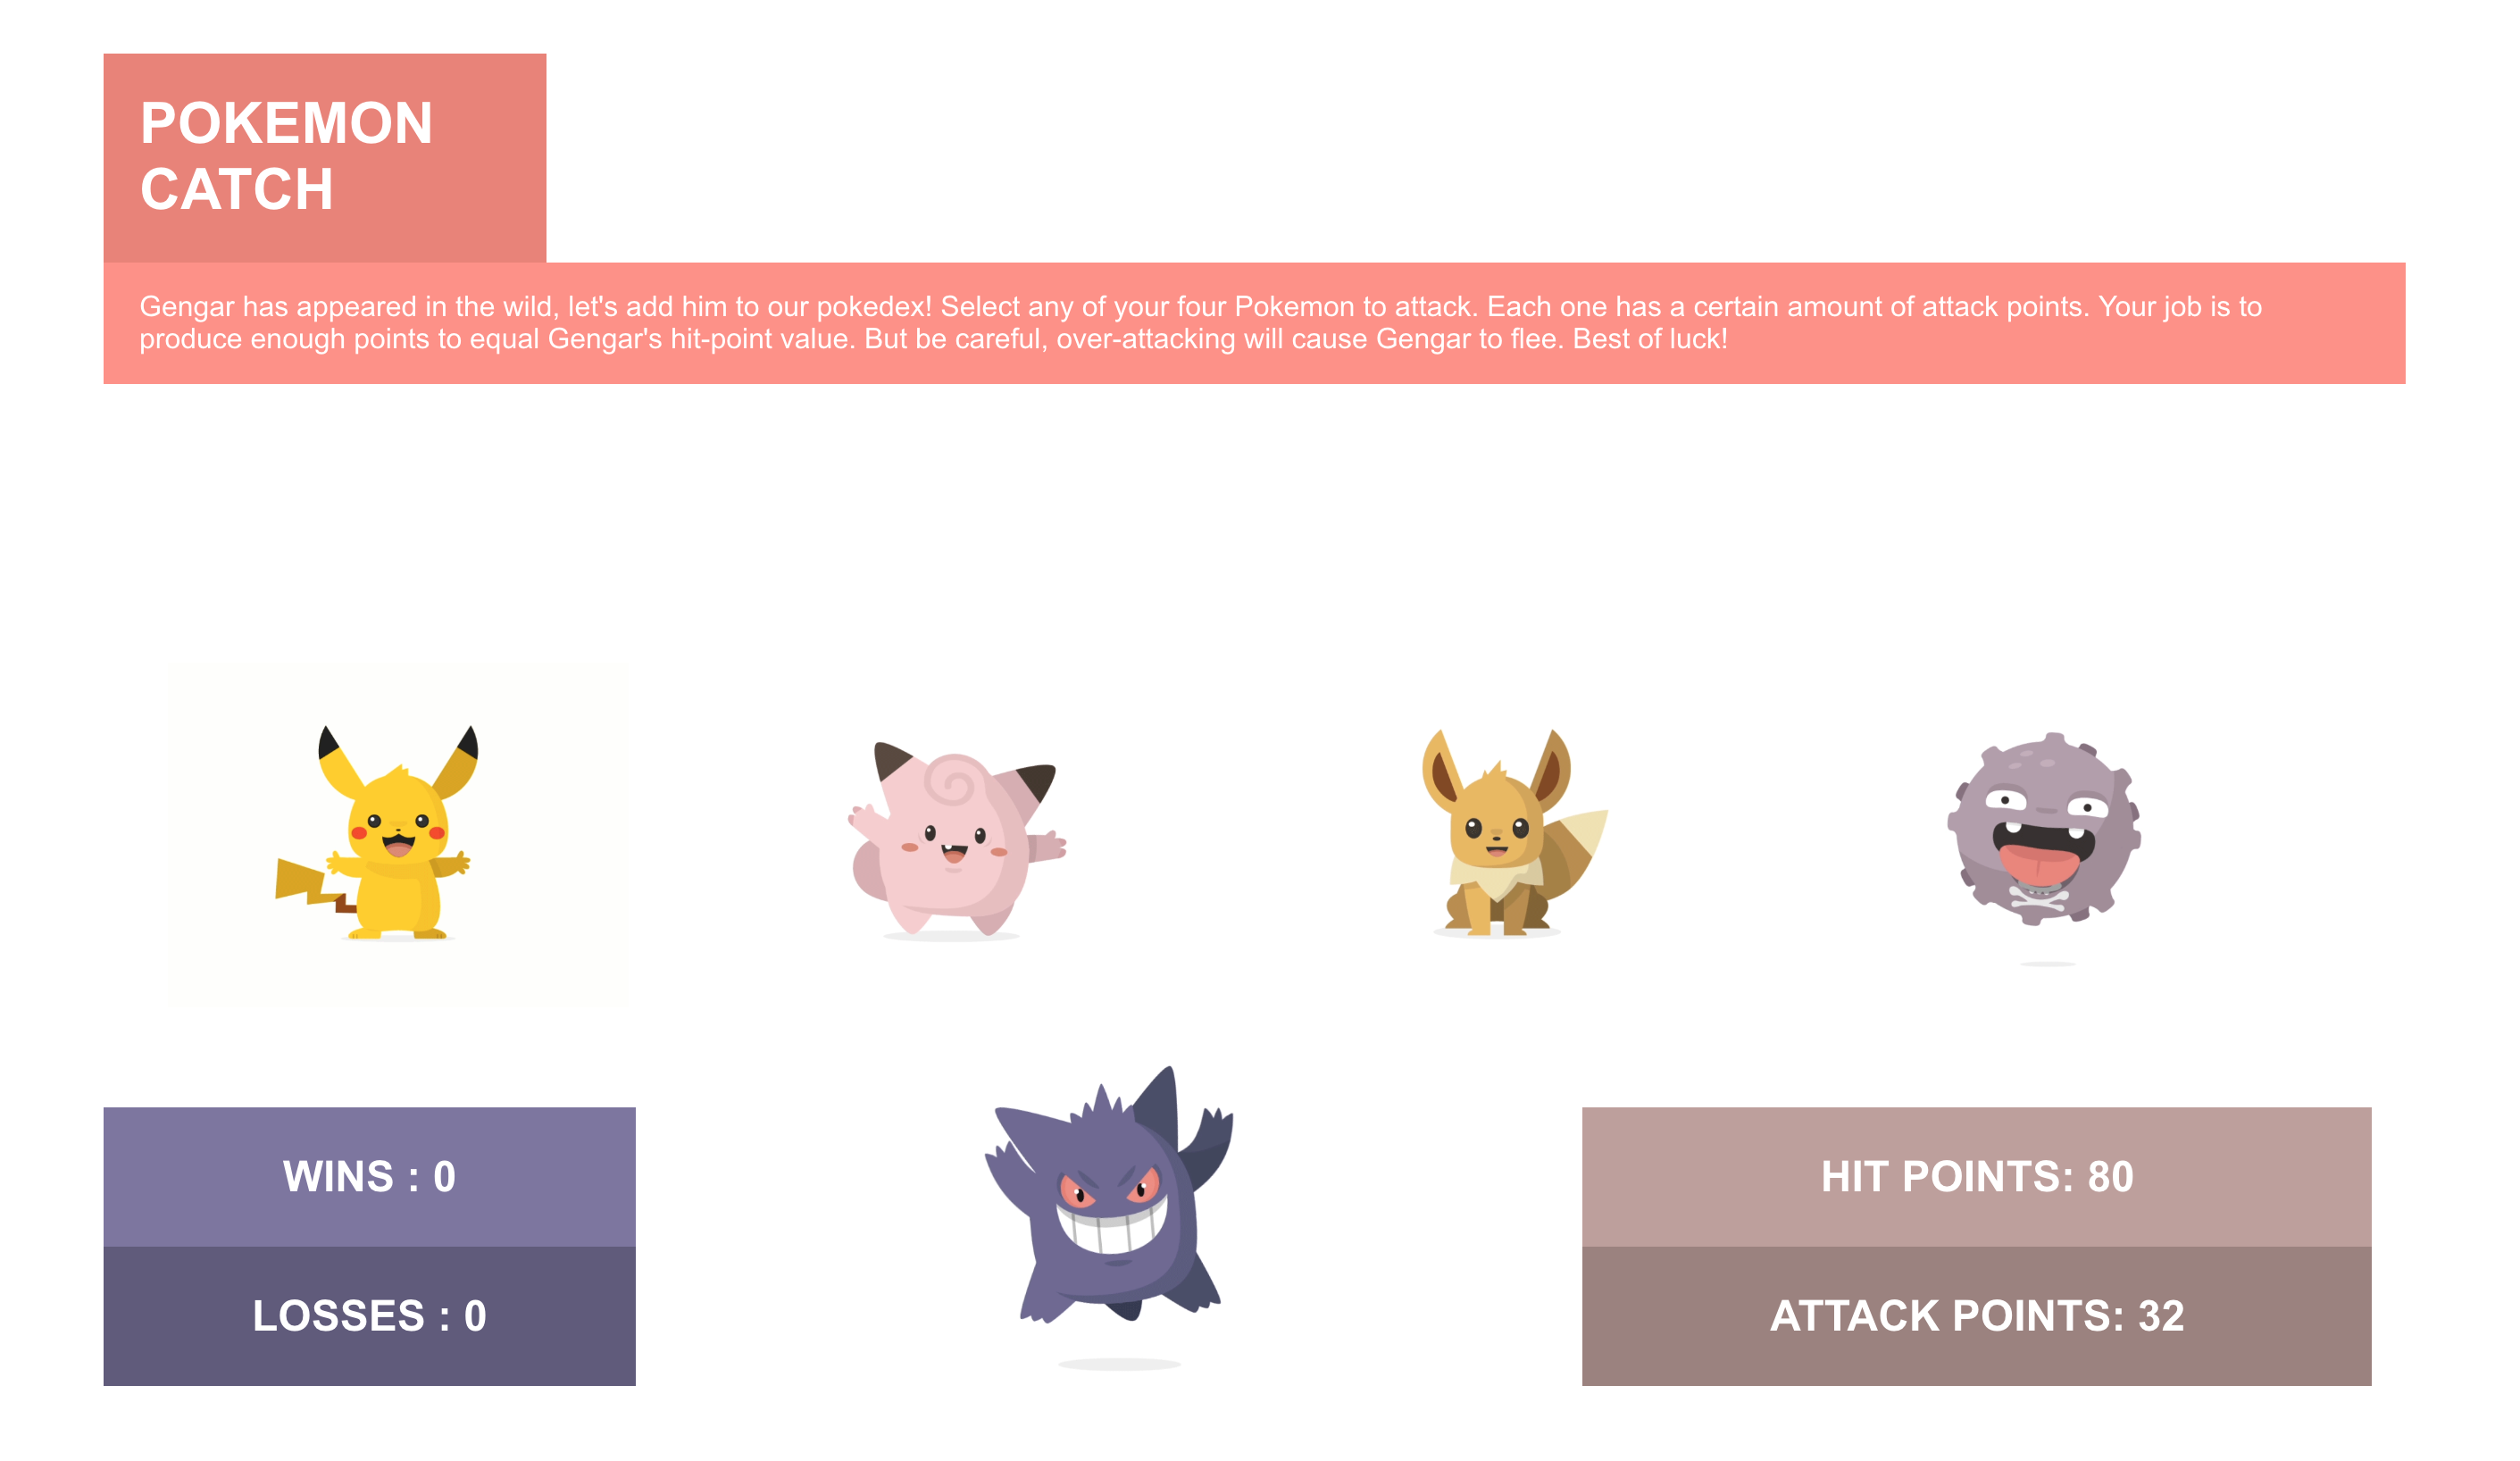 POKEMON
CATCH
Gengar has appeared in the wild, let's add him to our pokedex! Select any of your four Pokemon to attack. Each one has a certain amount of attack points. Your job is to
produce enough points to equal Gengar's hit-point value. But be careful, over-attacking will cause Gengar to flee. Best of luck!
WINS : 0
LOSSES : 0
HIT POINTS: 80
ATTACK POINTS: 32